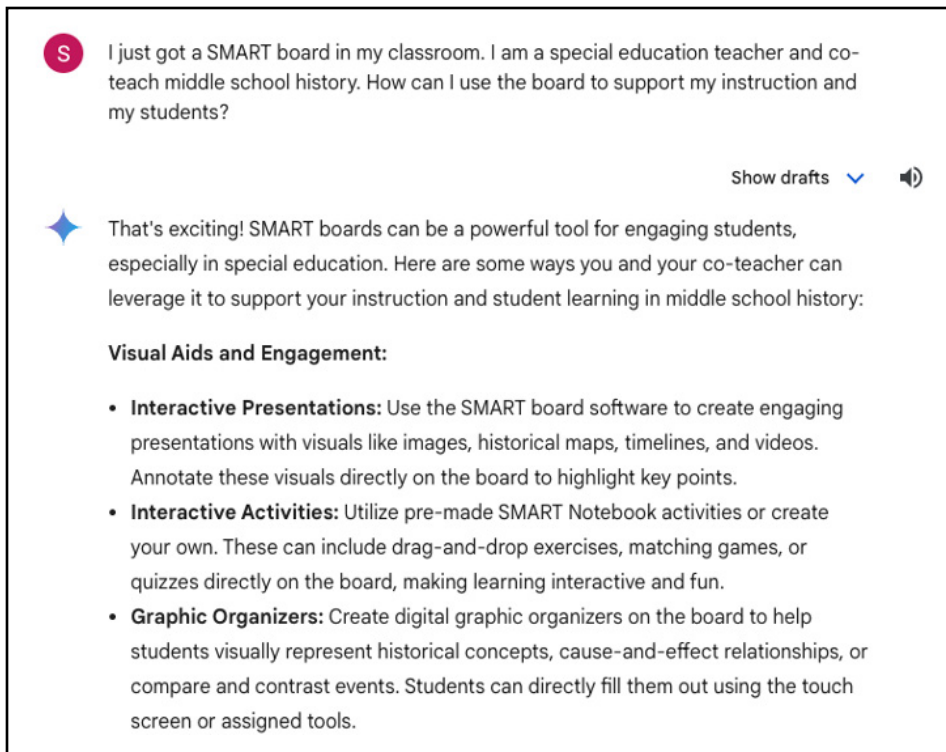 S
I just got a SMART board in my classroom. I am a special education teacher and co-
teach middle school history. How can I use the board to support my instruction and
my students?
Show drafts
That's exciting! SMART boards can be a powerful tool for engaging students,
especially in special education. Here are some ways you and your co-teacher can
leverage it to support your instruction and student learning in middle school history:
Visual Aids and Engagement:
• Interactive Presentations: Use the SMART board software to create engaging
presentations with visuals like images, historical maps, timelines, and videos.
Annotate these visuals directly on the board to highlight key points.
• Interactive Activities: Utilize pre-made SMART Notebook activities or create
your own. These can include drag-and-drop exercises, matching games, or
quizzes directly on the board, making learning interactive and fun.
• Graphic Organizers: Create digital graphic organizers on the board to help
students visually represent historical concepts, cause-and-effect relationships, or
compare and contrast events. Students can directly fill them out using the touch
screen or assigned tools.